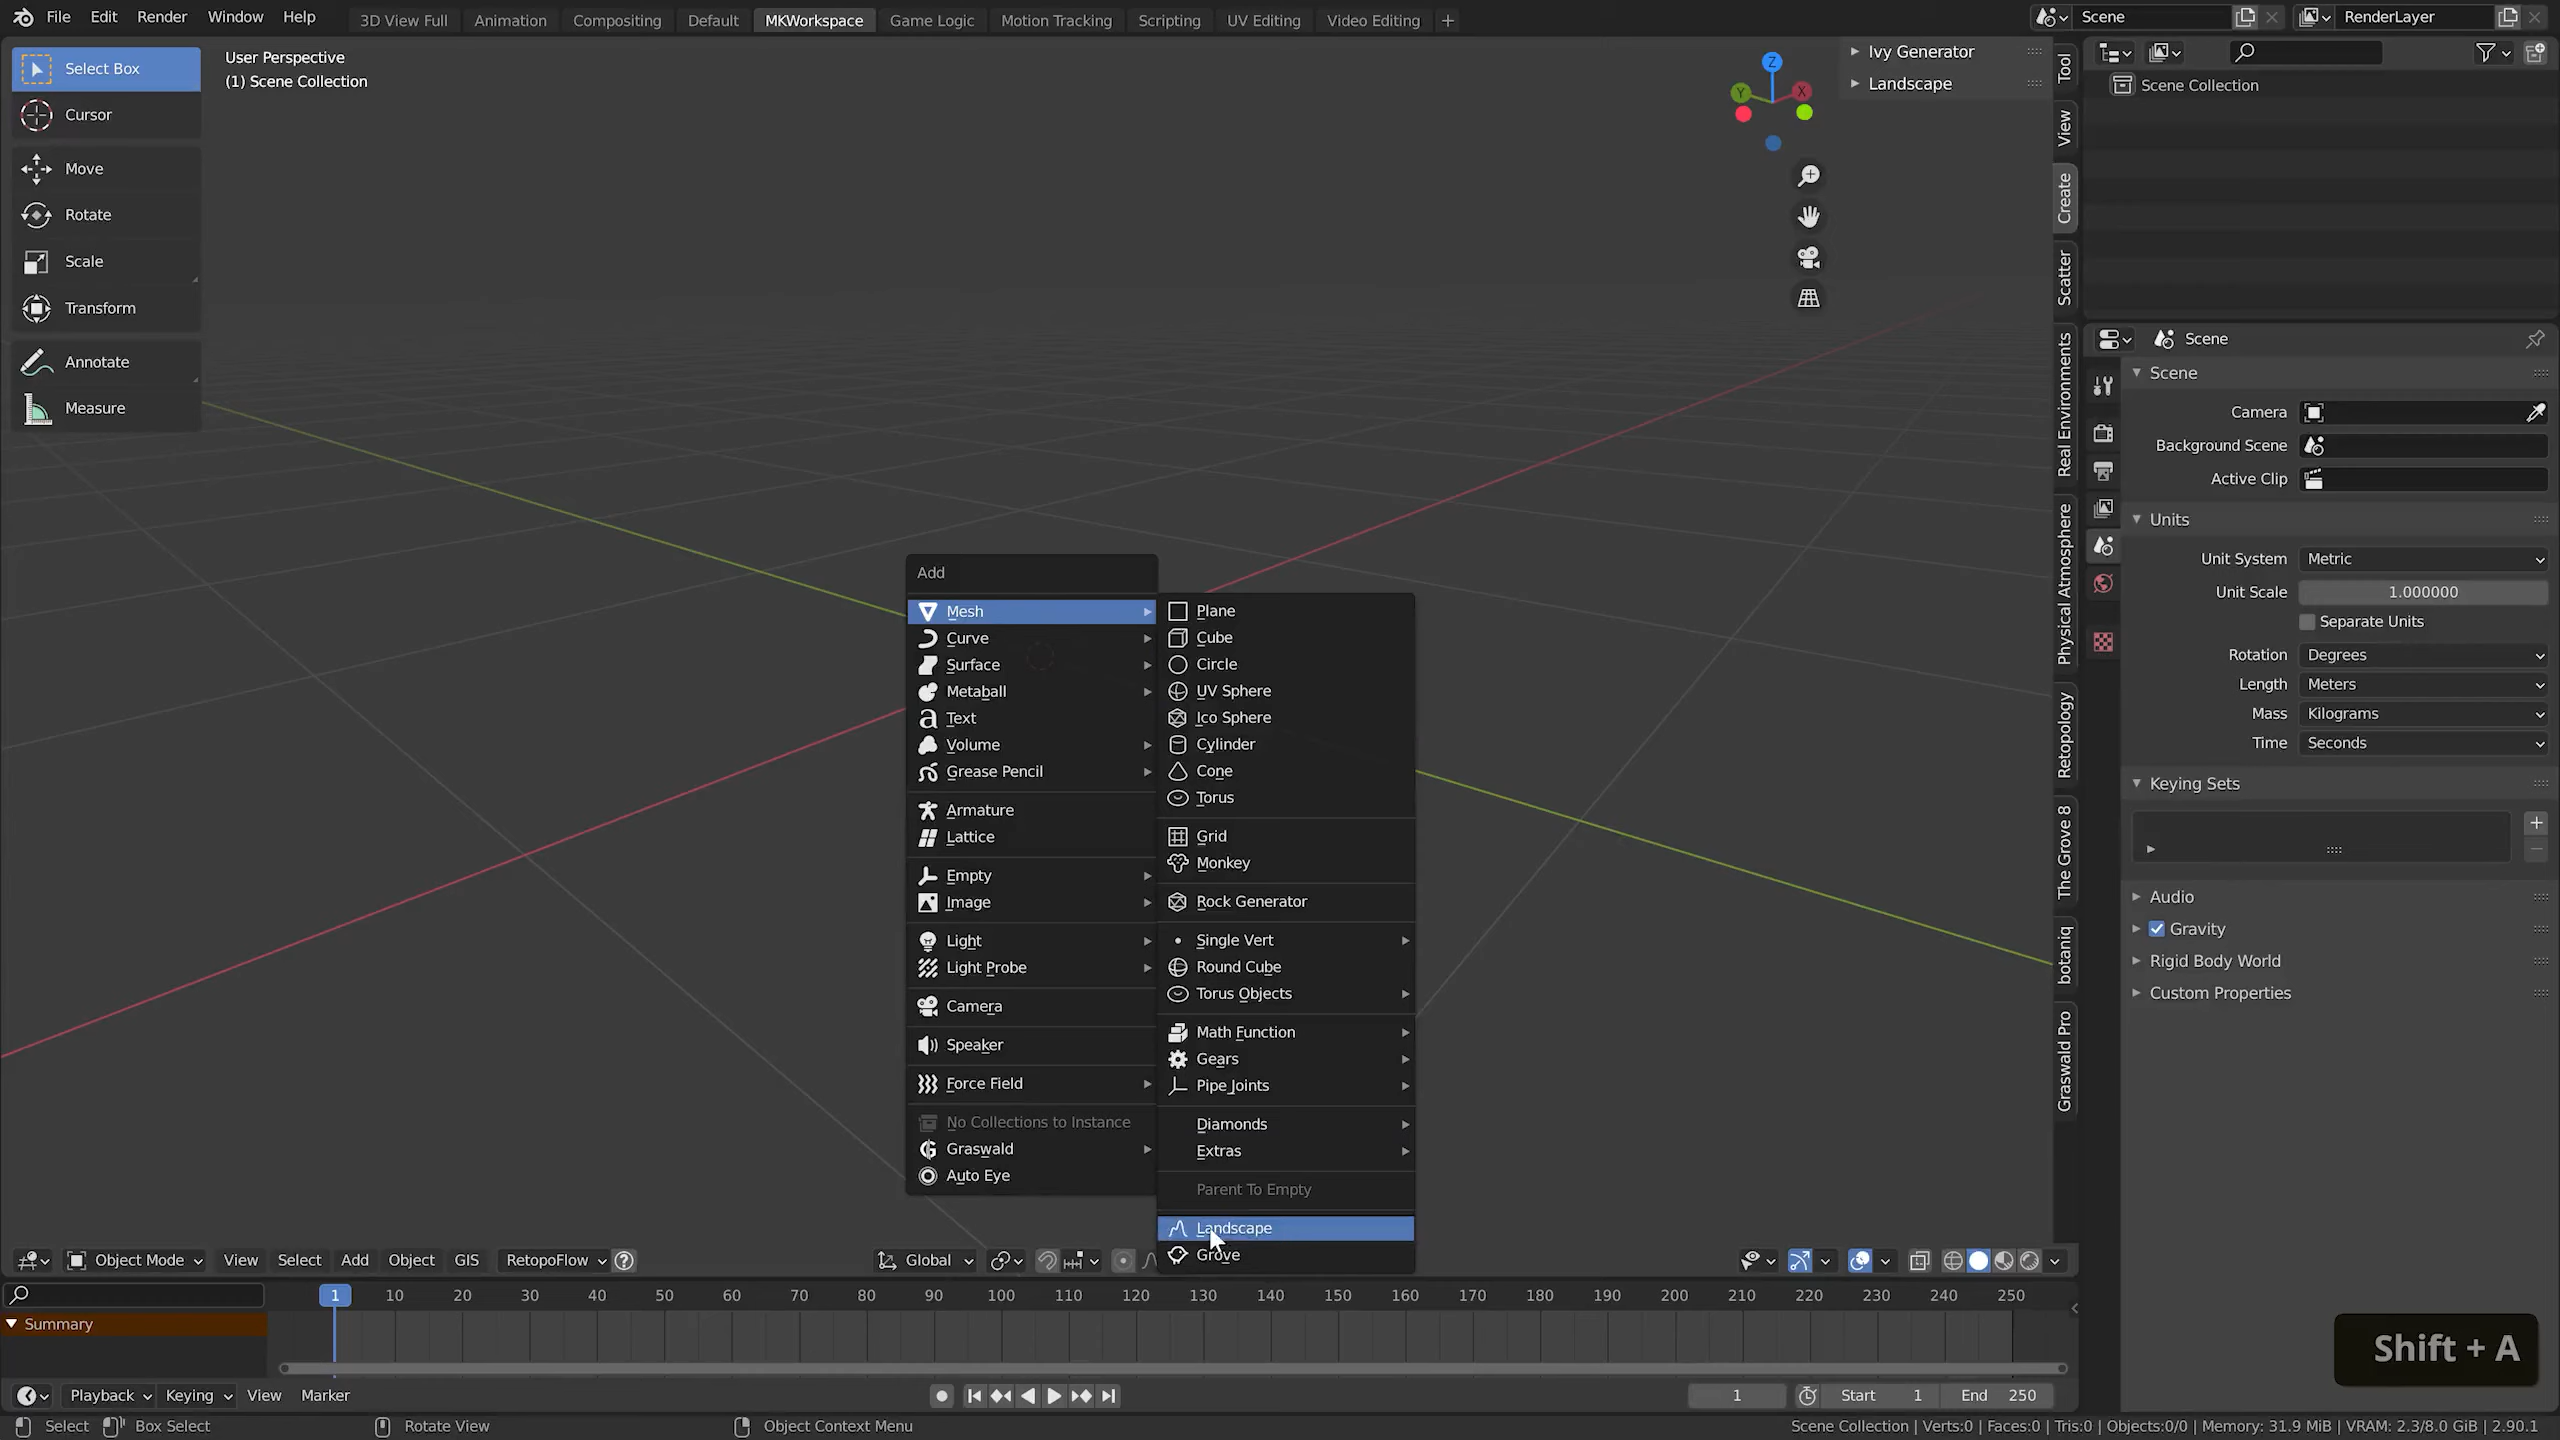 File Edit Render Window Help 3D View Full Animation Compositing Default MKWorkspace Game Logic Motion Tracking Scripting UV Editing Video Editing + Scene RenderLayer
Select Box
Cursor
Move
Rotate
Scale
Transform
Annotate
Measure
User Perspective
(1) Scene Collection
Z
Y
X
Ivy Generator
Landscape
Tool
View
Create
Scatter
Real Environments
Physical Atmosphere
Retopology
The Grove 8
botaniq
Graswald Pro
Scene Collection
Scene
Scene
Camera
Background Scene
Active Clip
Units
Unit System Metric
Unit Scale 1.000000
Separate Units
Rotation Degrees
Length Meters
Mass Kilograms
Time Seconds
Keying Sets
Audio
Gravity
Rigid Body World
Custom Properties
Add
Mesh
Curve
Surface
Metaball
Text
Volume
Grease Pencil
Armature
Lattice
Empty
Image
Light
Light Probe
Camera
Speaker
Force Field
No Collections to Instance
Graswald
Auto Eye
Plane
Cube
Circle
UV Sphere
Ico Sphere
Cylinder
Cone
Torus
Grid
Monkey
Rock Generator
Single Vert
Round Cube
Torus Objects
Math Function
Gears
Pipe Joints
Diamonds
Extras
Parent To Empty
Landscape
Grove
Object Mode View Select Add Object GIS RetopoFlow Global
1 10 20 30 40 50 60 70 80 90 100 110 120 130 140 150 160 170 180 190 200 210 220 230 240 250
Summary
Shift + A
Playback Keying View Marker 1 Start 1 End 250
Select Box Select Rotate View Object Context Menu Scene Collection | Verts:0 | Faces:0 | Tris:0 | Objects:0/0 | Memory: 31.9 MiB | VRAM: 2.3/8.0 GiB | 2.90.1